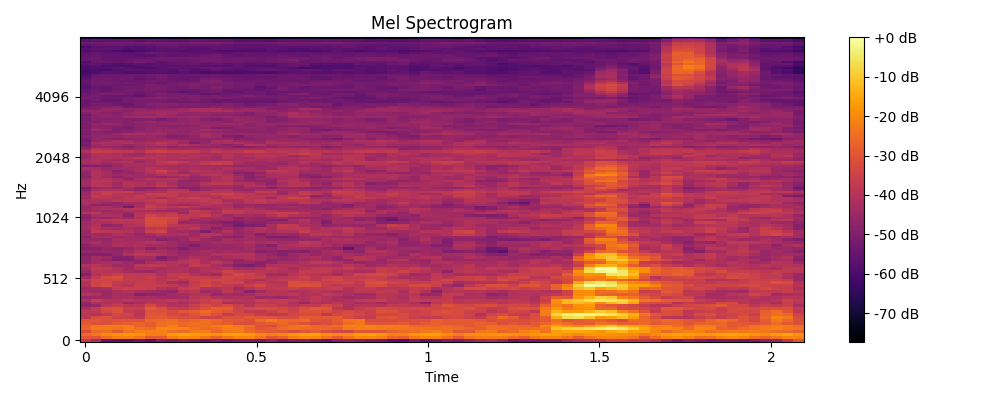 Mel Spectrogram
Hz
4096
2048
1024
512
0
0 0.5 1 1.5 2
Time
+0 dB
-10 dB
-20 dB
-30 dB
-40 dB
-50 dB
-60 dB
-70 dB